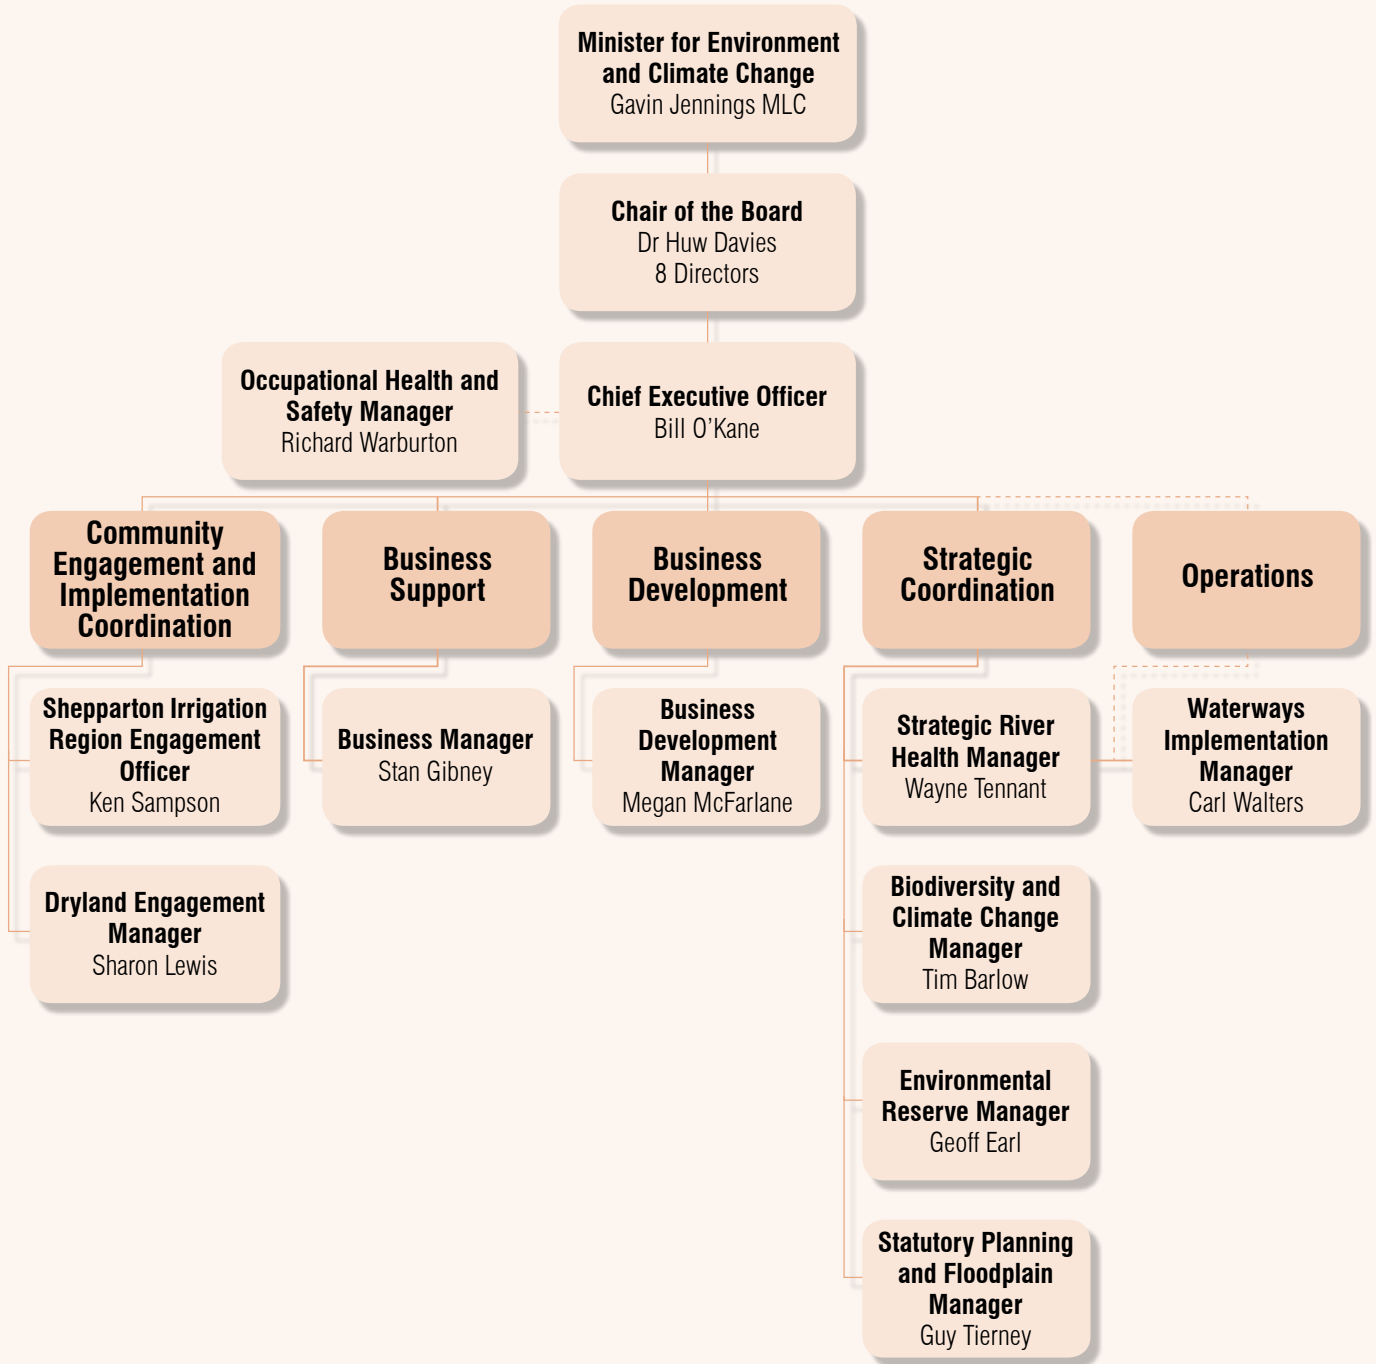 Minister for Environment
and Climate Change
Gavin Jennings MLC
Chair of the Board
Dr Huw Davies
8 Directors
Occupational Health and
Safety Manager
Richard Warburton
Chief Executive Officer
Bill O'Kane
Community
Engagement and
Implementation
Coordination
Business
Support
Business
Development
Strategic
Coordination
Operations
Shepparton Irrigation
Region Engagement
Officer
Ken Sampson
Business Manager
Stan Gibney
Business
Development
Manager
Megan McFarlane
Strategic River
Health Manager
Wayne Tennant
Waterways
Implementation
Manager
Carl Walters
Dryland Engagement
Manager
Sharon Lewis
Biodiversity and
Climate Change
Manager
Tim Barlow
Environmental
Reserve Manager
Geoff Earl
Statutory Planning
and Floodplain
Manager
Guy Tierney